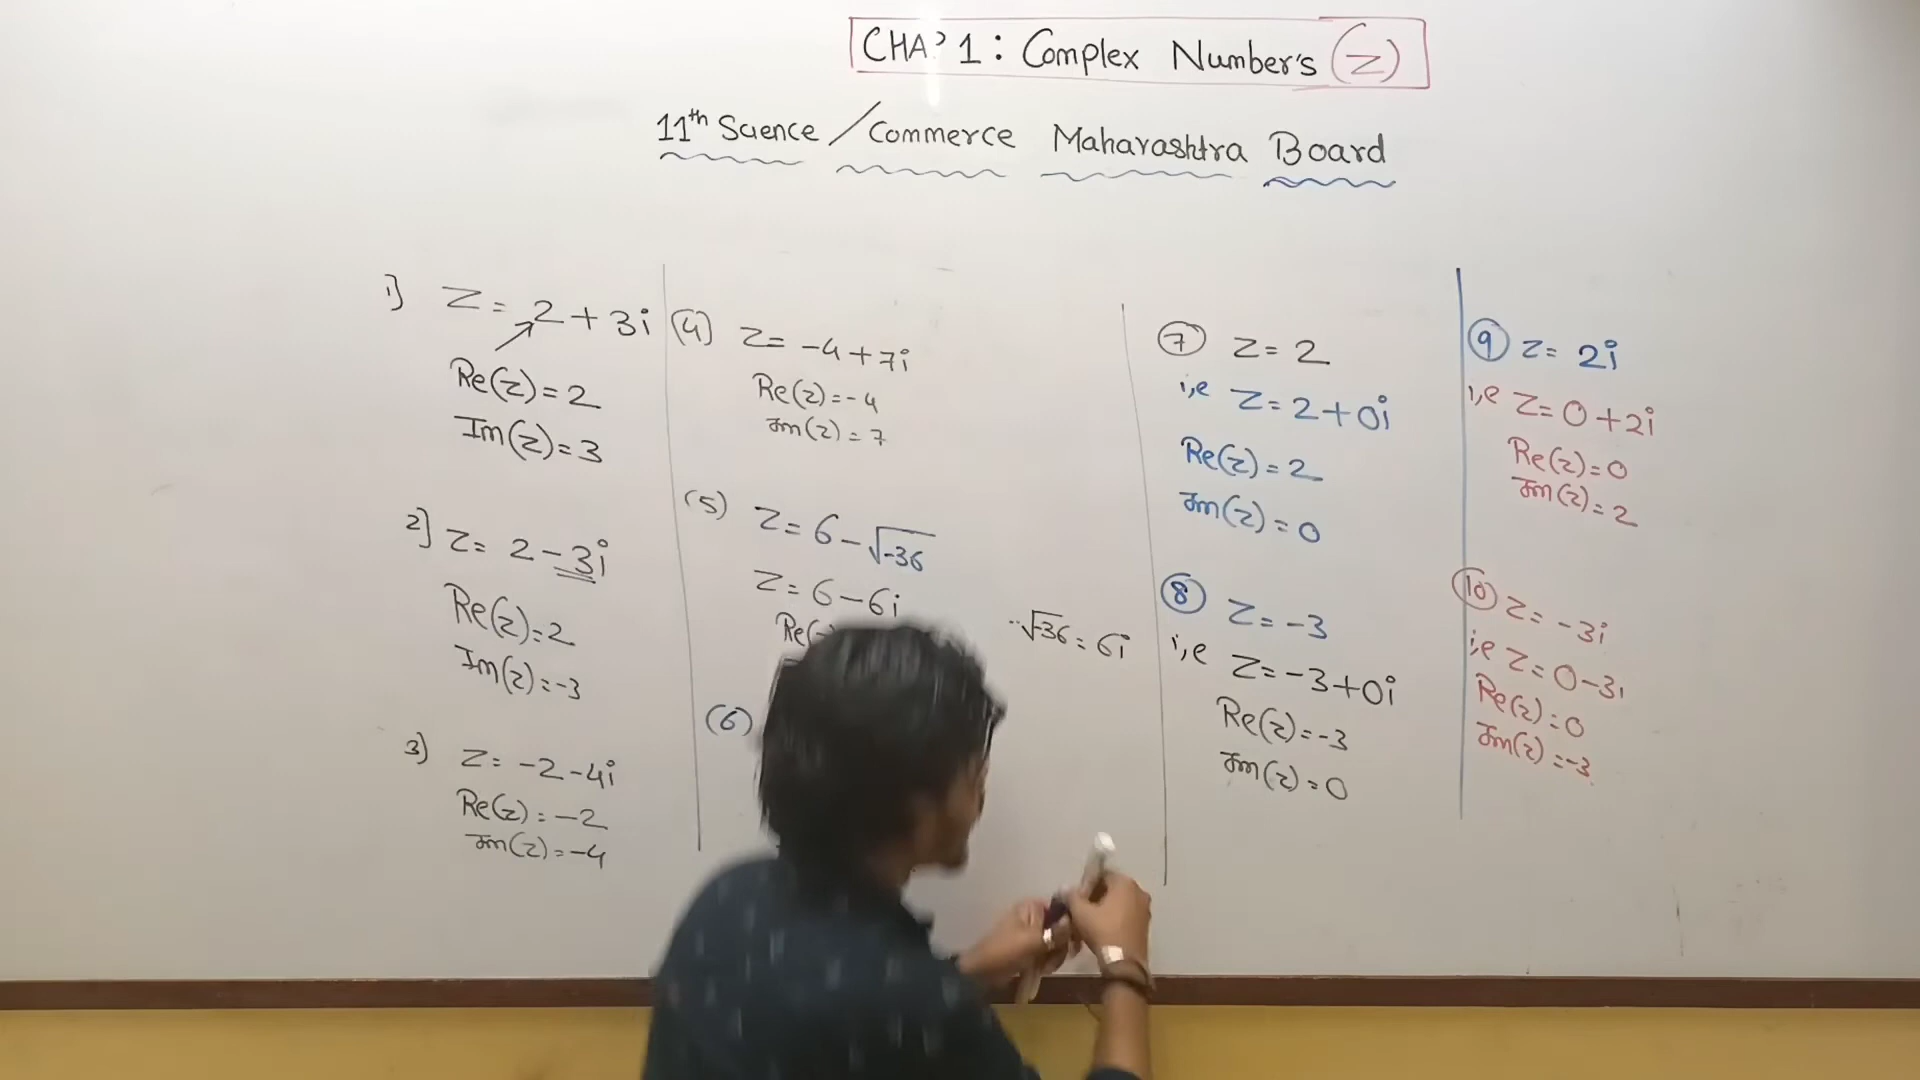 CHAP 1 : Complex Number's (Z)
11th Science / Commerce Maharashtra Board
1) Z = 2 + 3i
Re(z) = 2
Im(z) = 3
2] Z = 2 - 3i
Re(z) = 2
Im(z) = -3
3) Z = -2 - 4i
Re(z) = -2
Im(z) = -4
(4) Z = -4 + 7i
Re(z) = -4
Im(z) = 7
(5) Z = 6 - √-36
Z = 6 - 6i
Re(
∵ √-36 = 6i
(6)
7 Z = 2
i,e Z = 2 + 0i
Re(z) = 2
Im(z) = 0
8 Z = -3
i,e Z = -3 + 0i
Re(z) = -3
Im(z) = 0
9 Z = 2i
i,e Z = 0 + 2i
Re(z) = 0
Im(z) = 2
10 Z = -3i
i,e Z = 0 - 3i
Re(z) = 0
Im(z) = -3